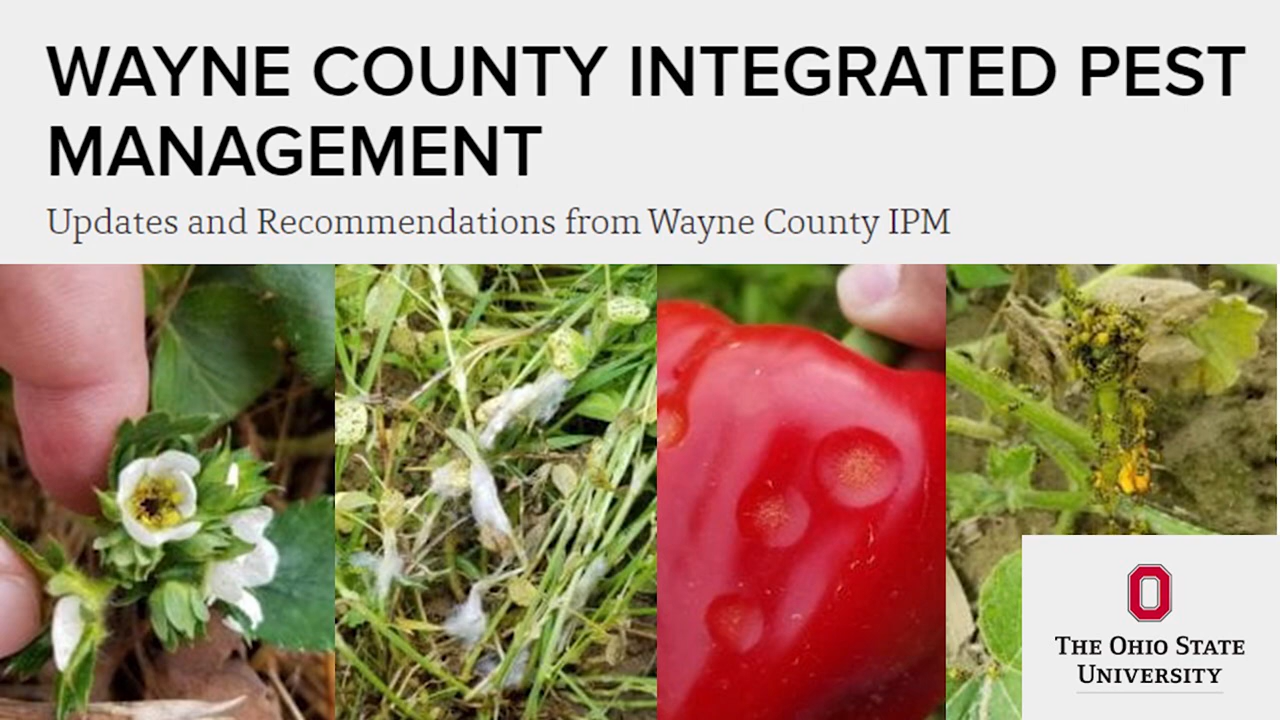 WAYNE COUNTY INTEGRATED PEST
MANAGEMENT
Updates and Recommendations from Wayne County IPM
THE OHIO STATE
UNIVERSITY